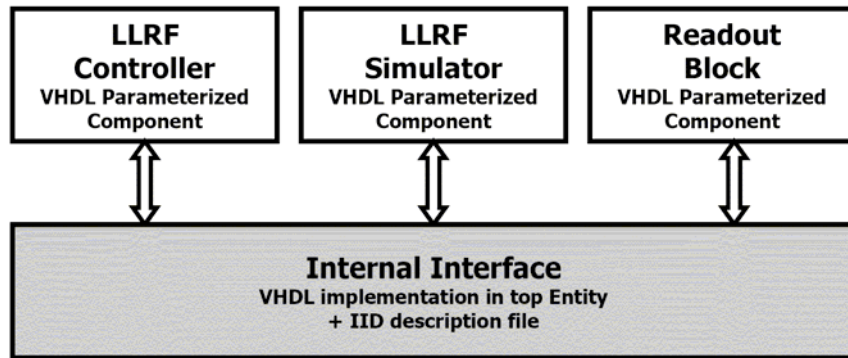 LLRF
Controller
VHDL Parameterized
Component
LLRF
Simulator
VHDL Parameterized
Component
Readout
Block
VHDL Parameterized
Component
Internal Interface
VHDL implementation in top Entity
+ IID description file